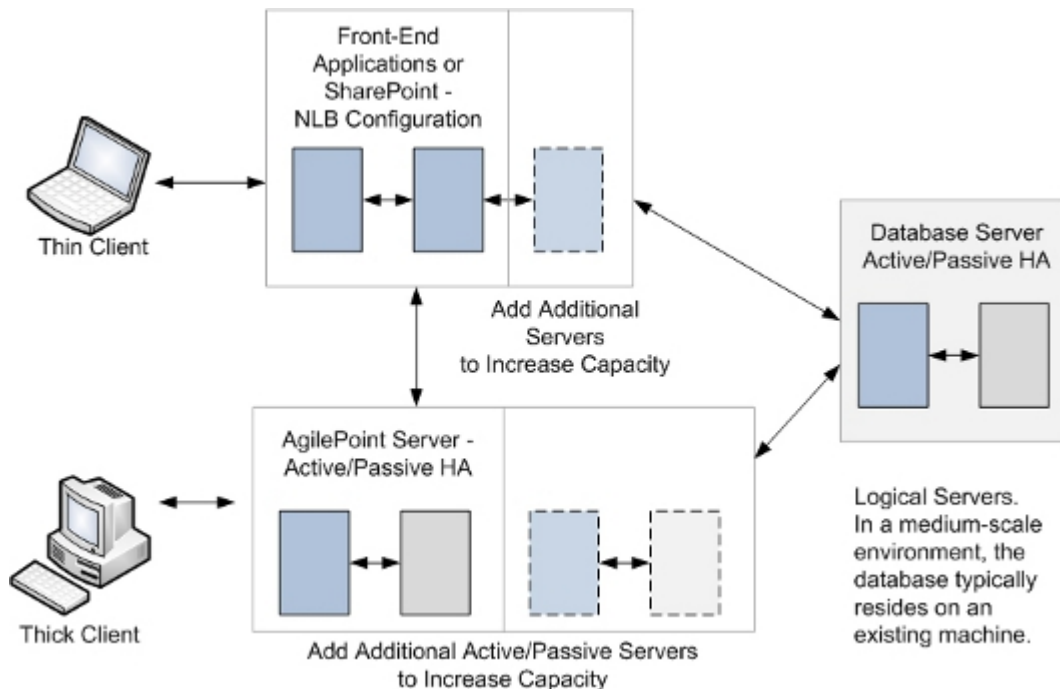 Front-End
Applications or
SharePoint -
NLB Configuration
Thin Client
Add Additional
Servers
to Increase Capacity
Database Server
Active/Passive HA
AgilePoint Server -
Active/Passive HA
Thick Client
Add Additional Active/Passive Servers
to Increase Capacity
Logical Servers.
In a medium-scale
environment, the
database typically
resides on an
existing machine.